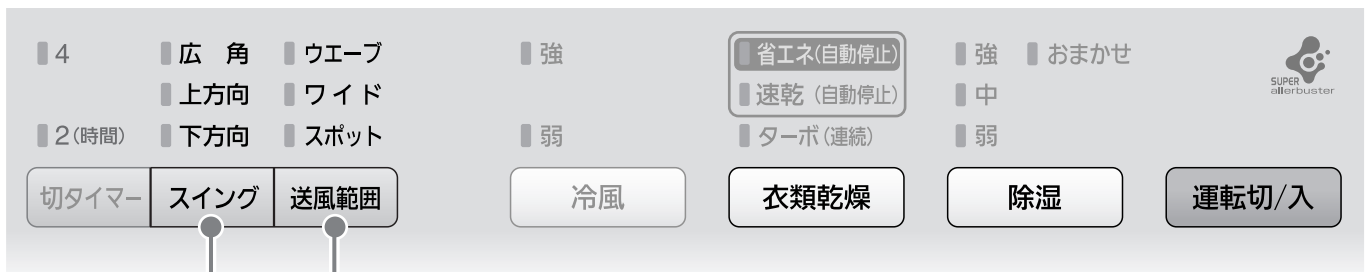 4 広 角 ウエーブ 強 省エネ(自動停止) 強 おまかせ
上方向 ワイド 速乾(自動停止) 中
2(時間) 下方向 スポット 弱 ターボ(連続) 弱
SUPER
allerbuster
切タイマー スイング 送風範囲 冷風 衣類乾燥 除湿 運転切/入